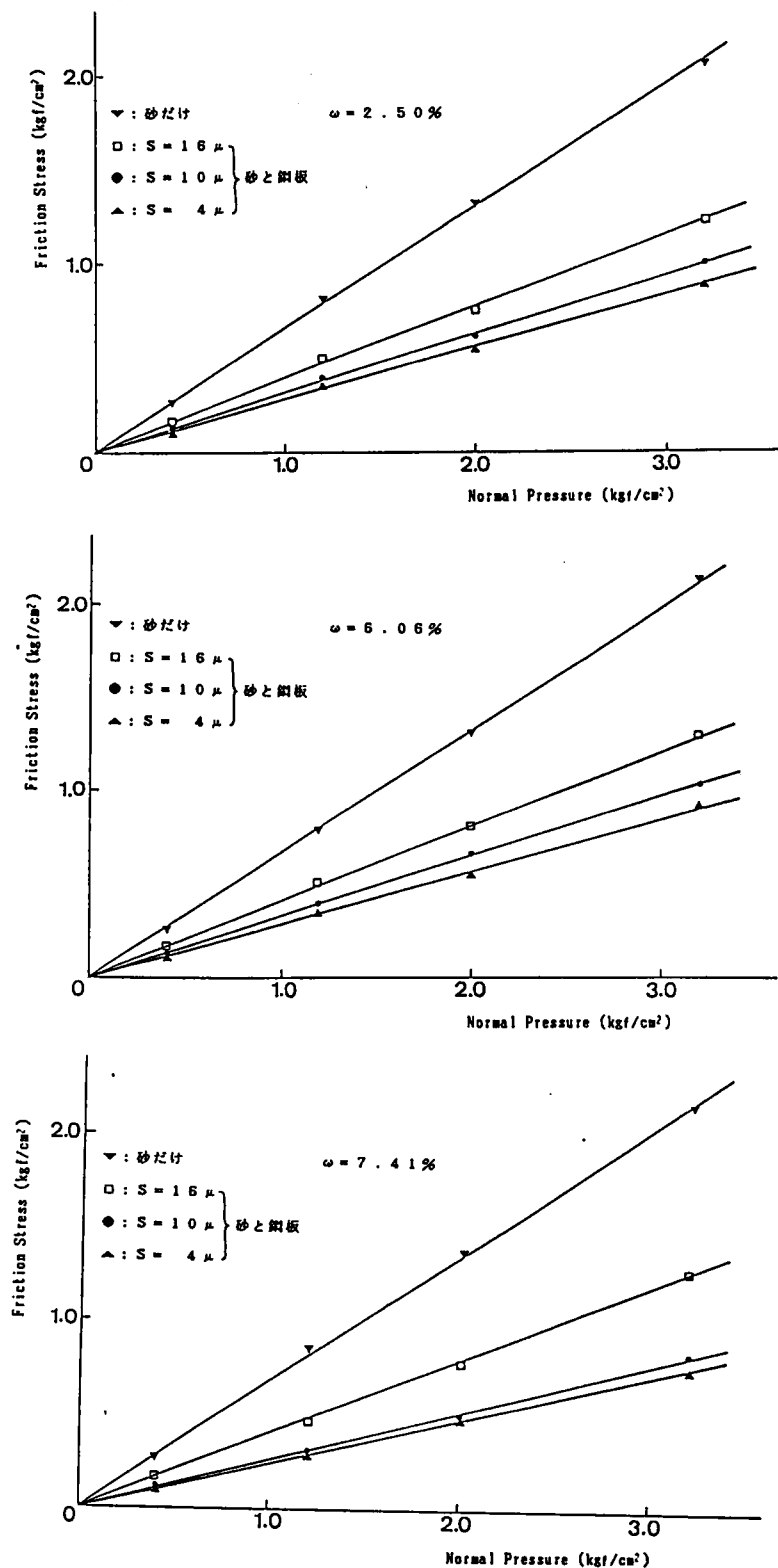 Friction Stress (kgf/cm²)
2.0
1.0
0
▼: 砂だけ
ω=2.50%
□: S=16μ
●: S=10μ
砂と鋼板
▲: S= 4μ
1.0 2.0 3.0
Normal Pressure (kgf/cm²)
Friction Stress (kgf/cm²)
2.0
1.0
0
▼: 砂だけ
ω=6.06%
□: S=16μ
●: S=10μ
砂と鋼板
▲: S= 4μ
1.0 2.0 3.0
Normal Pressure (kgf/cm²)
Friction Stress (kgf/cm²)
2.0
1.0
0
▼: 砂だけ
ω=7.41%
□: S=16μ
●: S=10μ
砂と鋼板
▲: S= 4μ
1.0 2.0 3.0
Normal Pressure (kgf/cm²)